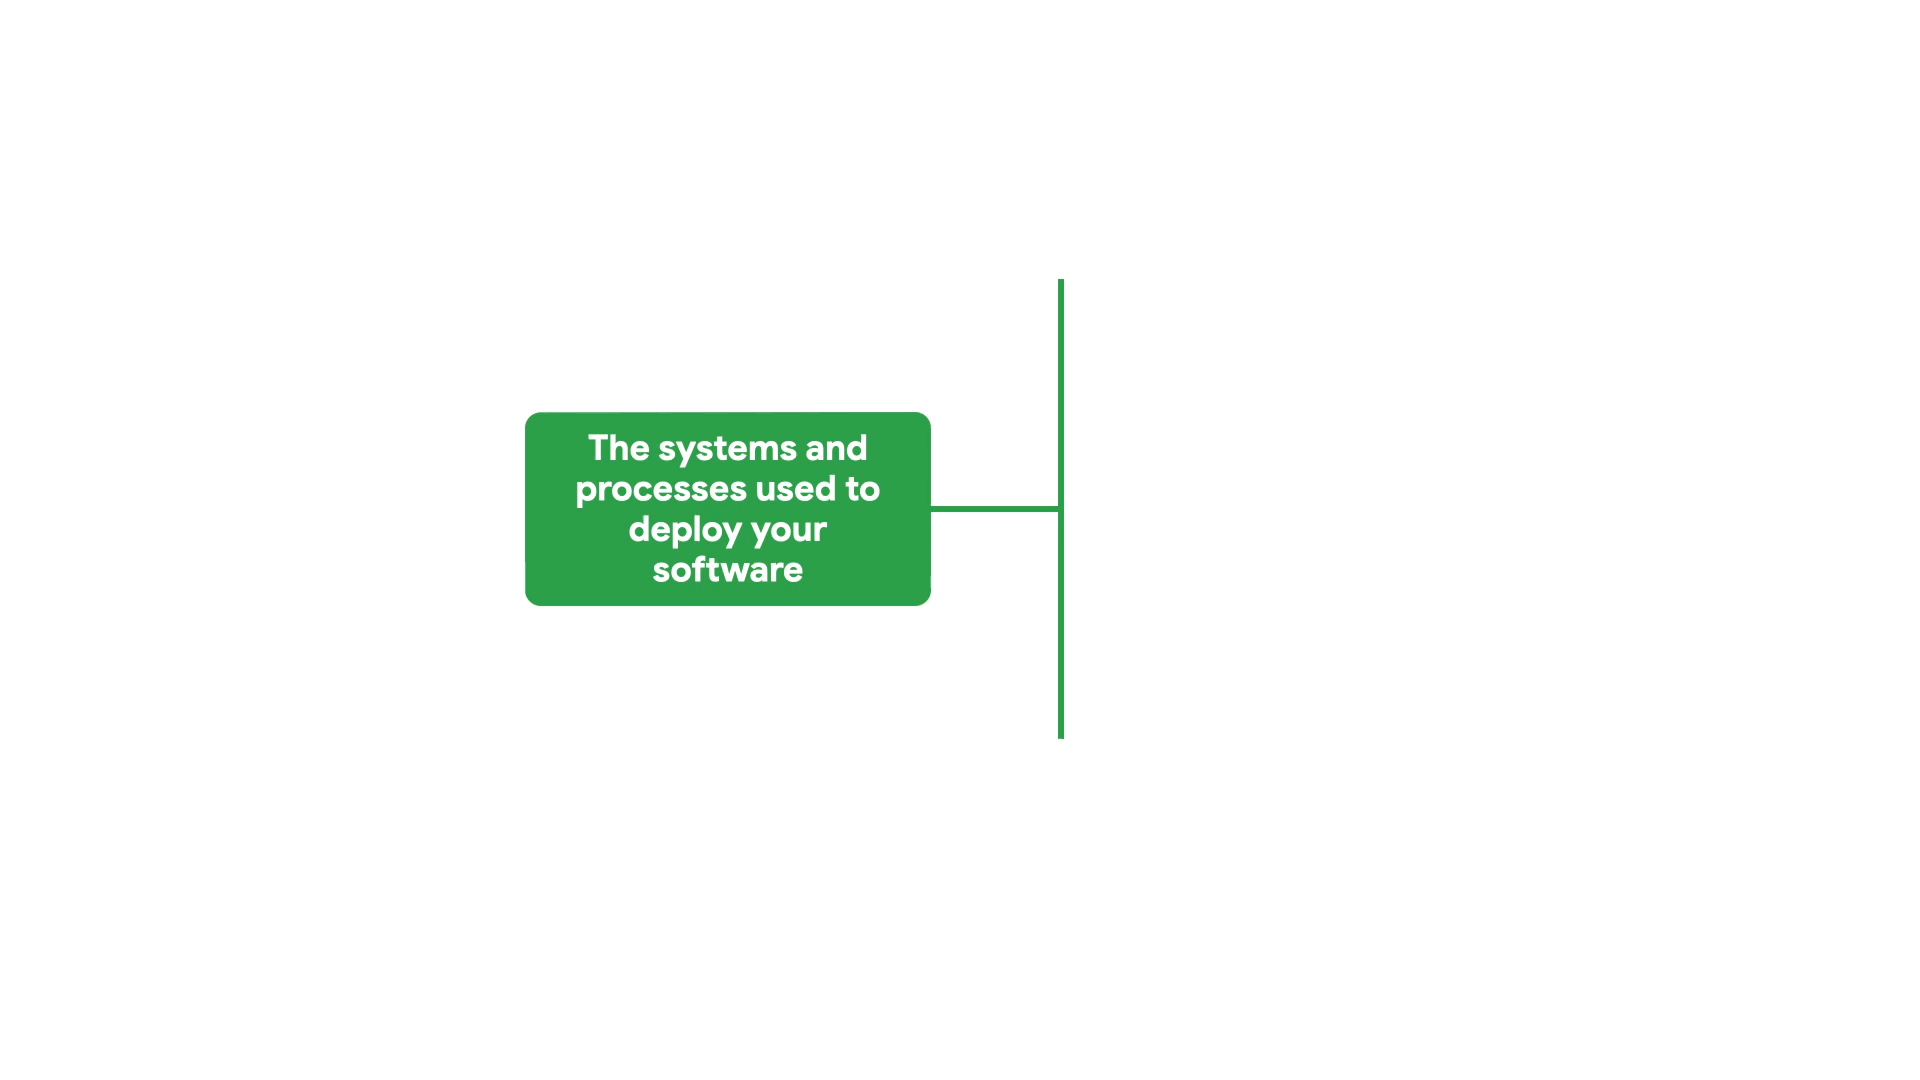 The systems and
processes used to
deploy your
software